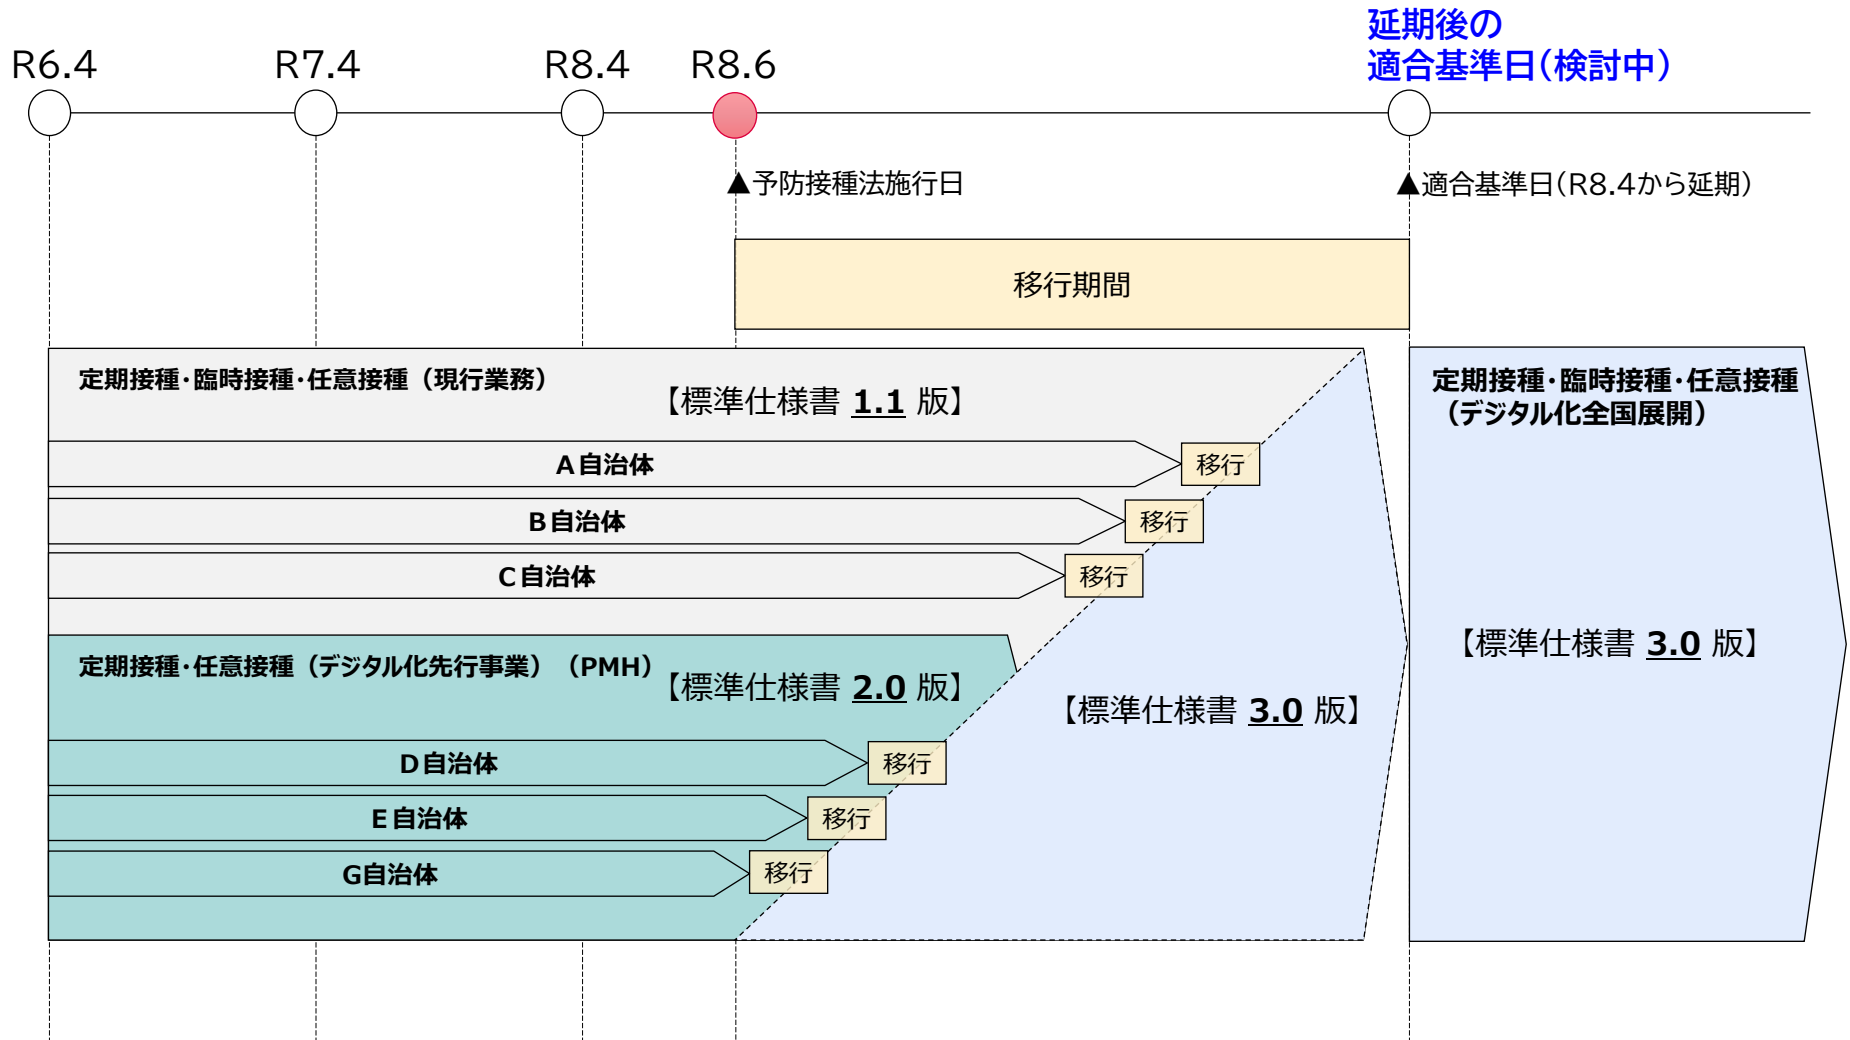 延期後の
適合基準日(検討中)
R6.4
R7.4
R8.4
R8.6
▲予防接種法施行日
▲適合基準日(R8.4から延期)
移行期間
定期接種・臨時接種・任意接種（現行業務）
【標準仕様書 1.1 版】
A自治体
移行
B自治体
移行
C自治体
移行
定期接種・任意接種（デジタル化先行事業）（PMH）
【標準仕様書 2.0 版】
D自治体
移行
E自治体
移行
G自治体
移行
【標準仕様書 3.0 版】
定期接種・臨時接種・任意接種
（デジタル化全国展開）
【標準仕様書 3.0 版】